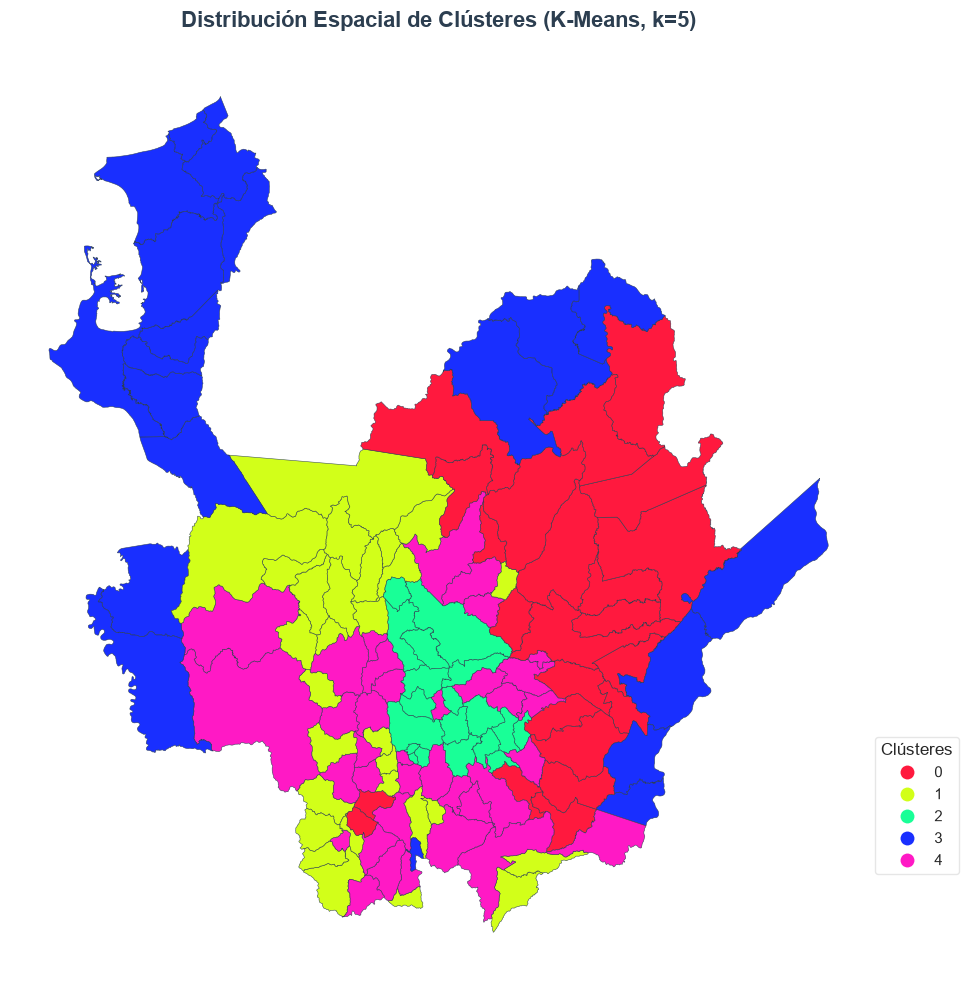 Distribución Espacial de Clústeres (K-Means, k=5)
Clústeres
0
1
2
3
4